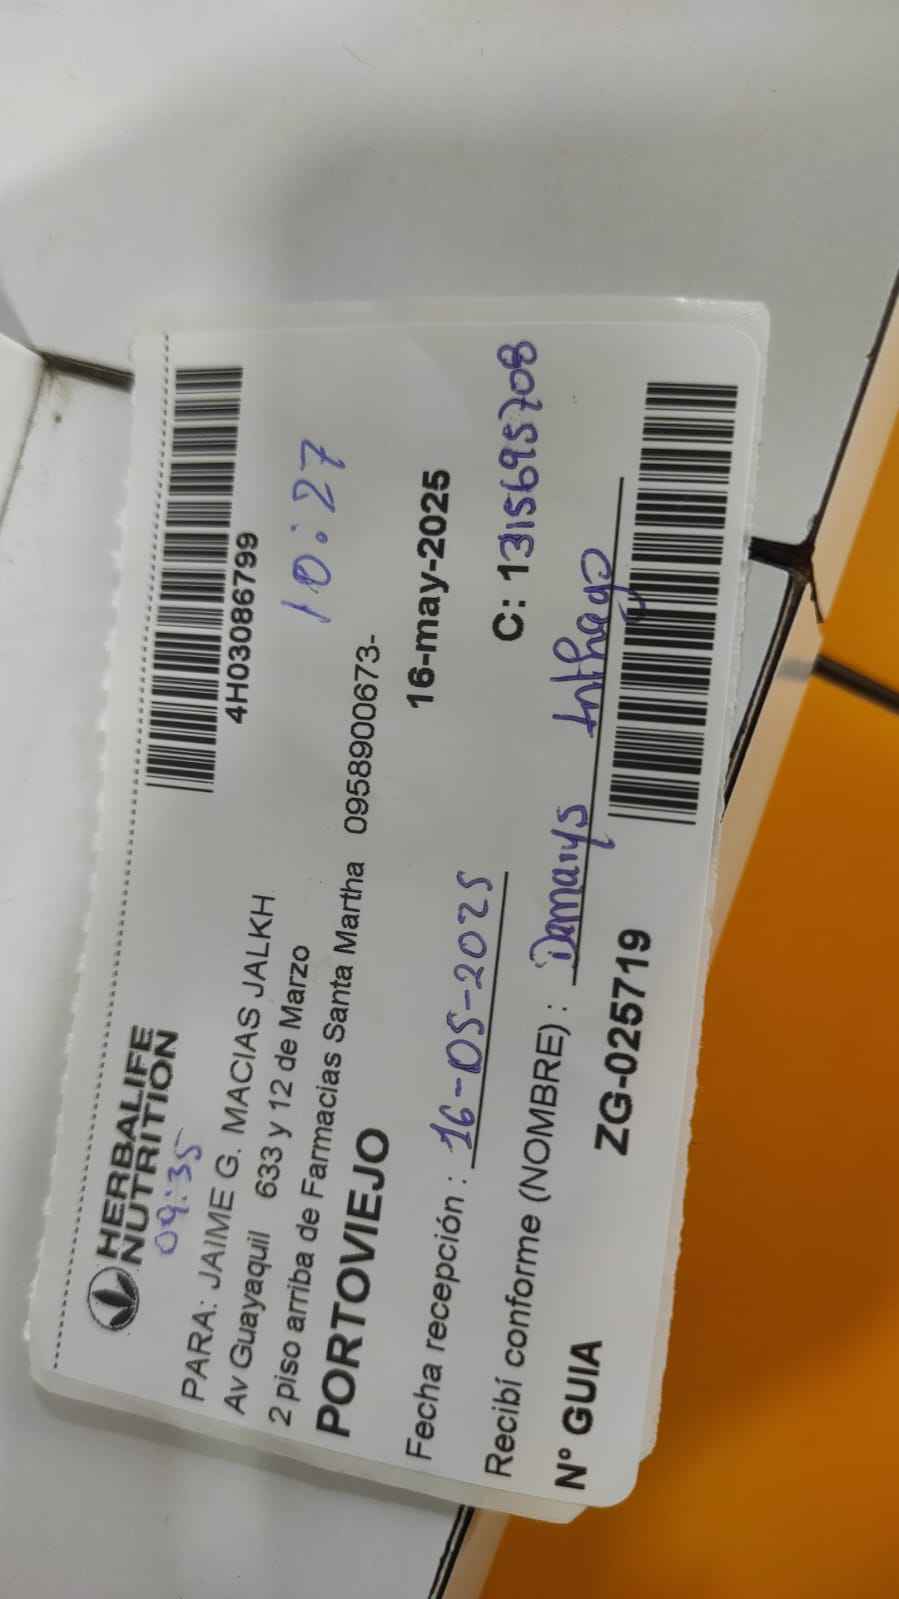 HERBALIFE
NUTRITION
09:35
4H03086799
PARA: JAIME G. MACIAS JALKH
Av Guayaquil 633 y 12 de Marzo
10:27
2 piso arriba de Farmacias Santa Martha 0958900673-
PORTOVIEJO
16-may-2025
Fecha recepción : 16-05-2025
C: 1315695708
Recibí conforme (NOMBRE) : Damarys Inthago
N° GUIA ZG-025719